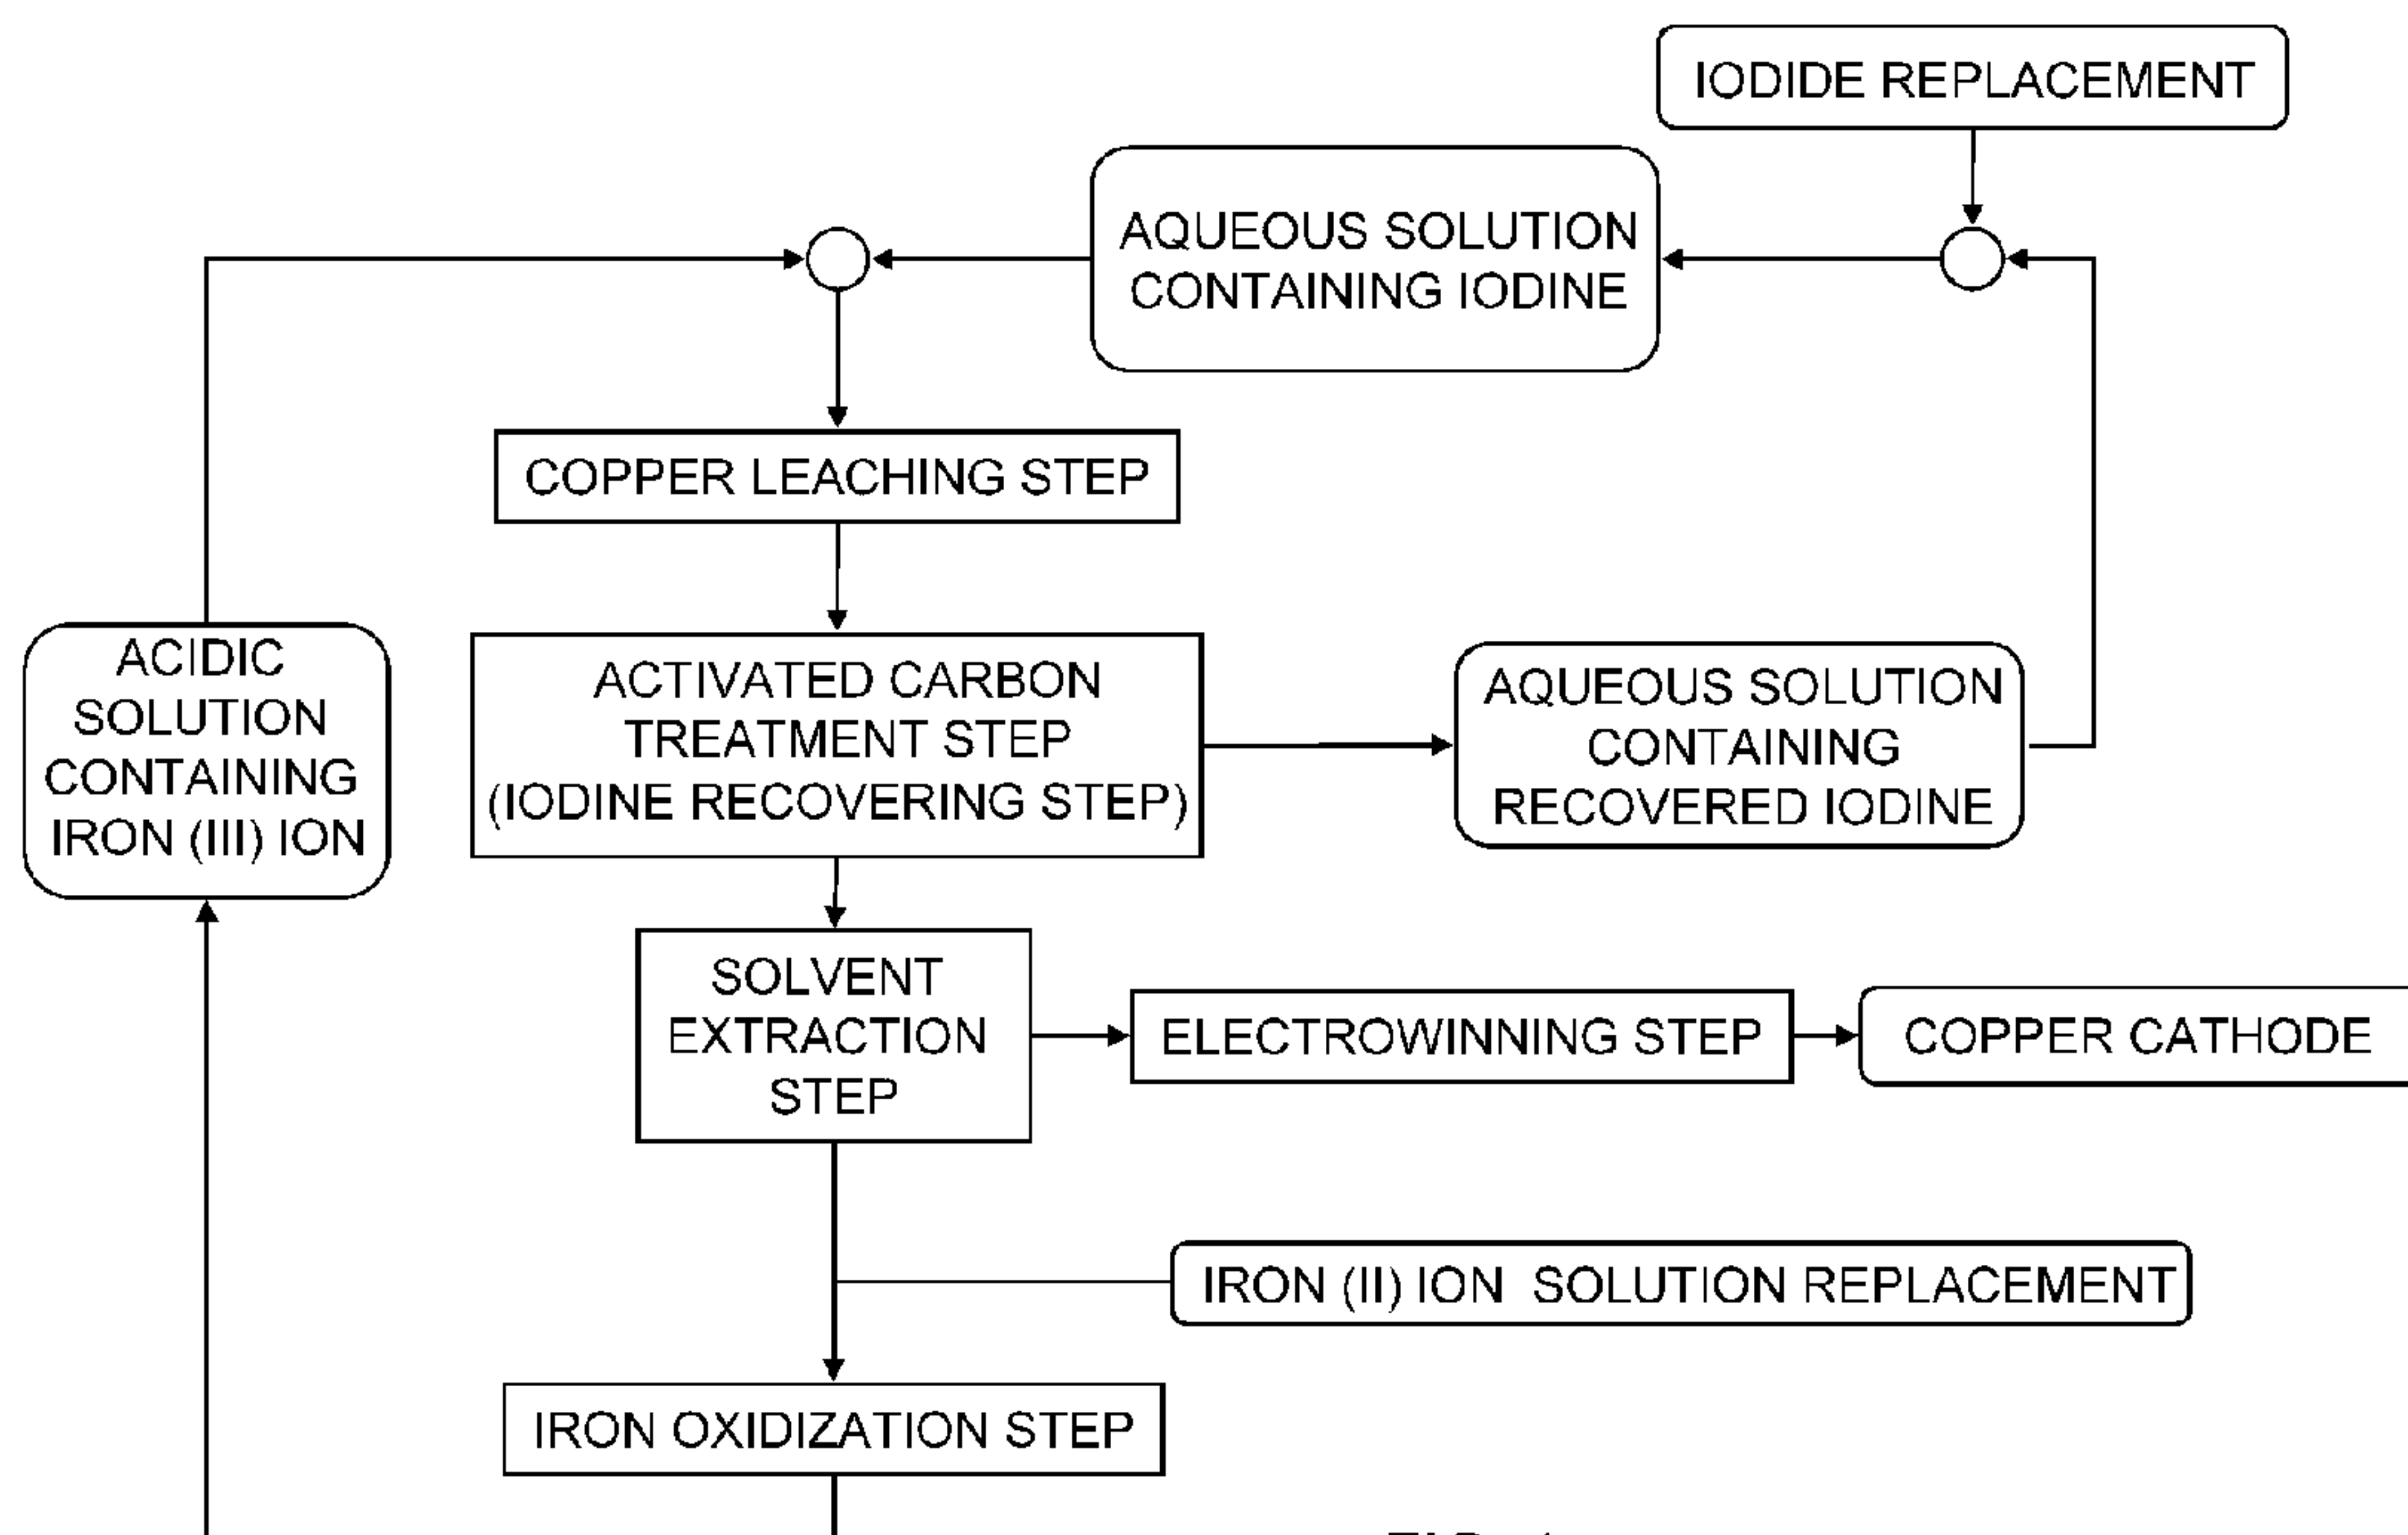 IODIDE REPLACEMENT
AQUEOUS SOLUTION
CONTAINING IODINE
COPPER LEACHING STEP
ACIDIC
SOLUTION
CONTAINING
IRON (III) ION
ACTIVATED CARBON
TREATMENT STEP
(IODINE RECOVERING STEP)
AQUEOUS SOLUTION
CONTAINING
RECOVERED IODINE
SOLVENT
EXTRACTION
STEP
ELECTROWINNING STEP
COPPER CATHODE
IRON (II) ION SOLUTION REPLACEMENT
IRON OXIDIZATION STEP